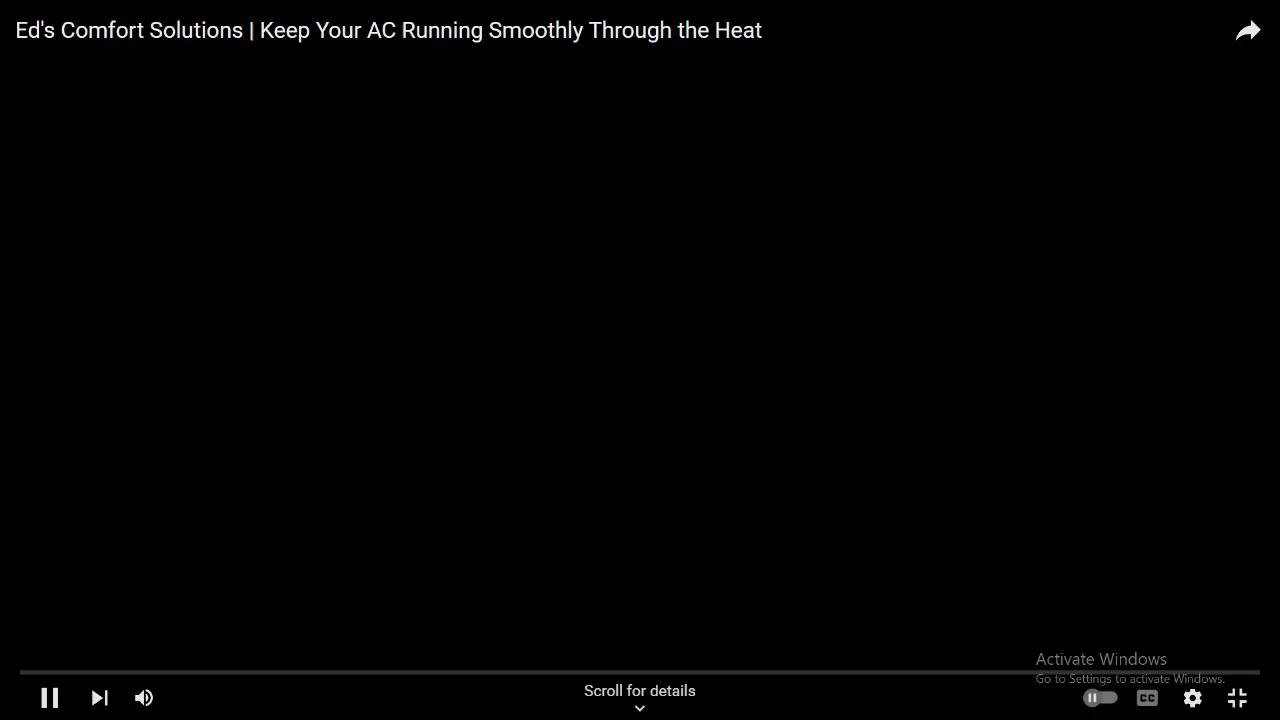 Ed's Comfort Solutions | Keep Your AC Running Smoothly Through the Heat
Activate Windows
Go to Settings to activate Windows.
Scroll for details
CC